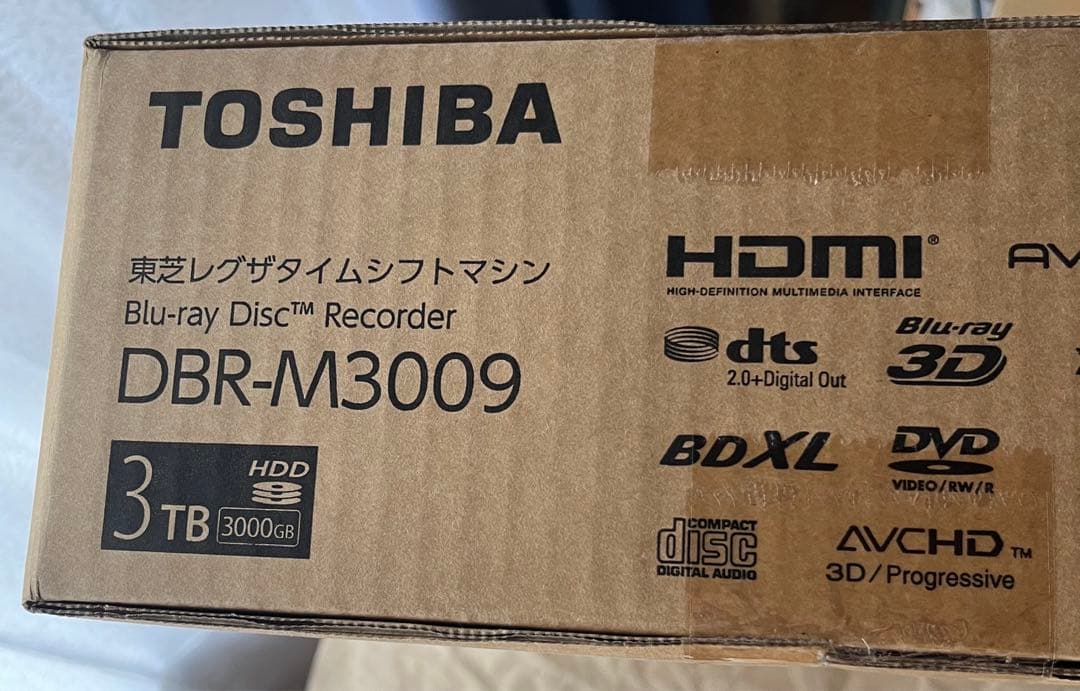 TOSHIBA
東芝レグザタイムシフトマシン
Blu-ray Disc™ Recorder
DBR-M3009
HDD
3TB
3000GB
HDMI®
HIGH-DEFINITION MULTIMEDIA INTERFACE
AV
dts
2.0+Digital Out
Blu-ray
3D
BDXL
DVD
VIDEO/RW/R
COMPACT
disc
DIGITAL AUDIO
AVCHD™
3D/Progressive